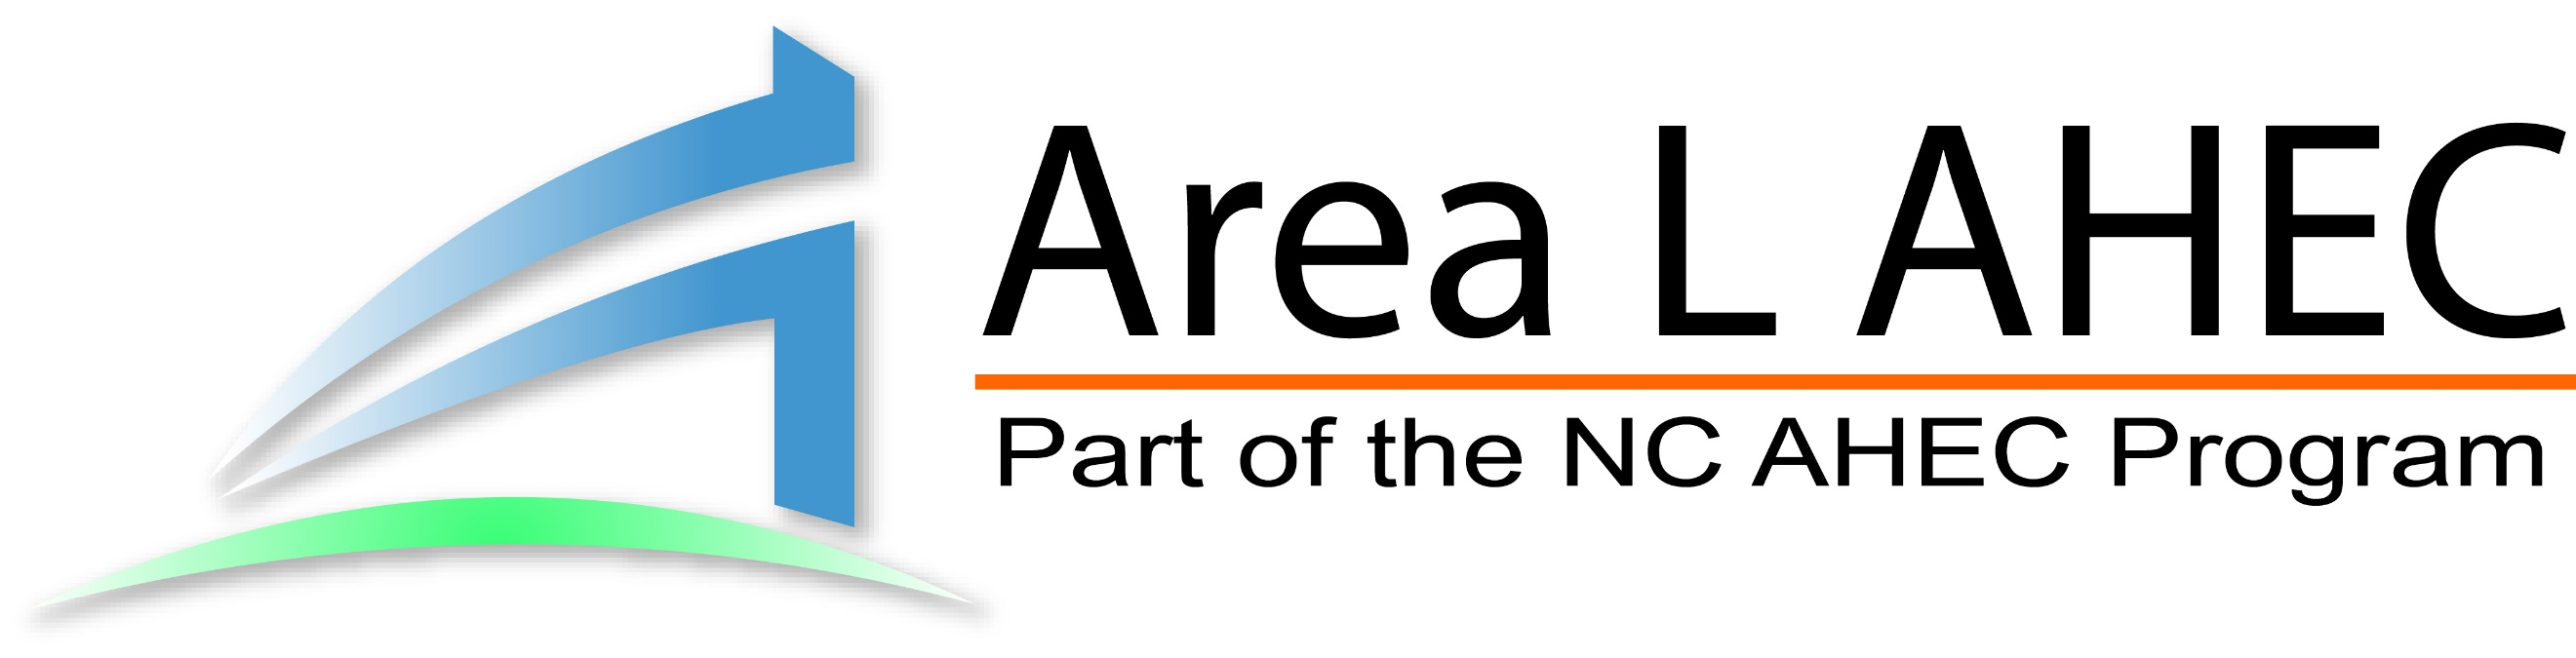 Area L AHEC
Part of the NC AHEC Program